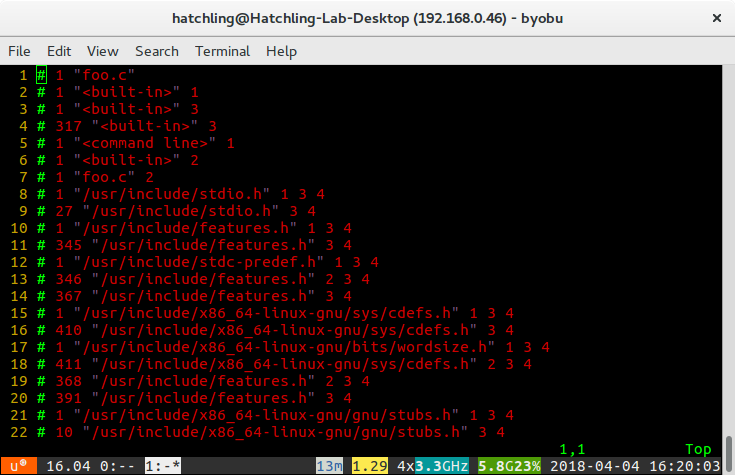 hatchling@Hatchling-Lab-Desktop (192.168.0.46) - byobu ×
File Edit View Search Terminal Help
1 # 1 "foo.c"
2 # 1 "<built-in>" 1
3 # 1 "<built-in>" 3
4 # 317 "<built-in>" 3
5 # 1 "<command line>" 1
6 # 1 "<built-in>" 2
7 # 1 "foo.c" 2
8 # 1 "/usr/include/stdio.h" 1 3 4
9 # 27 "/usr/include/stdio.h" 3 4
10 # 1 "/usr/include/features.h" 1 3 4
11 # 345 "/usr/include/features.h" 3 4
12 # 1 "/usr/include/stdc-predef.h" 1 3 4
13 # 346 "/usr/include/features.h" 2 3 4
14 # 367 "/usr/include/features.h" 3 4
15 # 1 "/usr/include/x86_64-linux-gnu/sys/cdefs.h" 1 3 4
16 # 410 "/usr/include/x86_64-linux-gnu/sys/cdefs.h" 3 4
17 # 1 "/usr/include/x86_64-linux-gnu/bits/wordsize.h" 1 3 4
18 # 411 "/usr/include/x86_64-linux-gnu/sys/cdefs.h" 2 3 4
19 # 368 "/usr/include/features.h" 2 3 4
20 # 391 "/usr/include/features.h" 3 4
21 # 1 "/usr/include/x86_64-linux-gnu/gnu/stubs.h" 1 3 4
22 # 10 "/usr/include/x86_64-linux-gnu/gnu/stubs.h" 3 4
1,1 Top
u 16.04 0:-- 1:-* 13m 1.29 4x3.3GHz 5.8G23% 2018-04-04 16:20:03